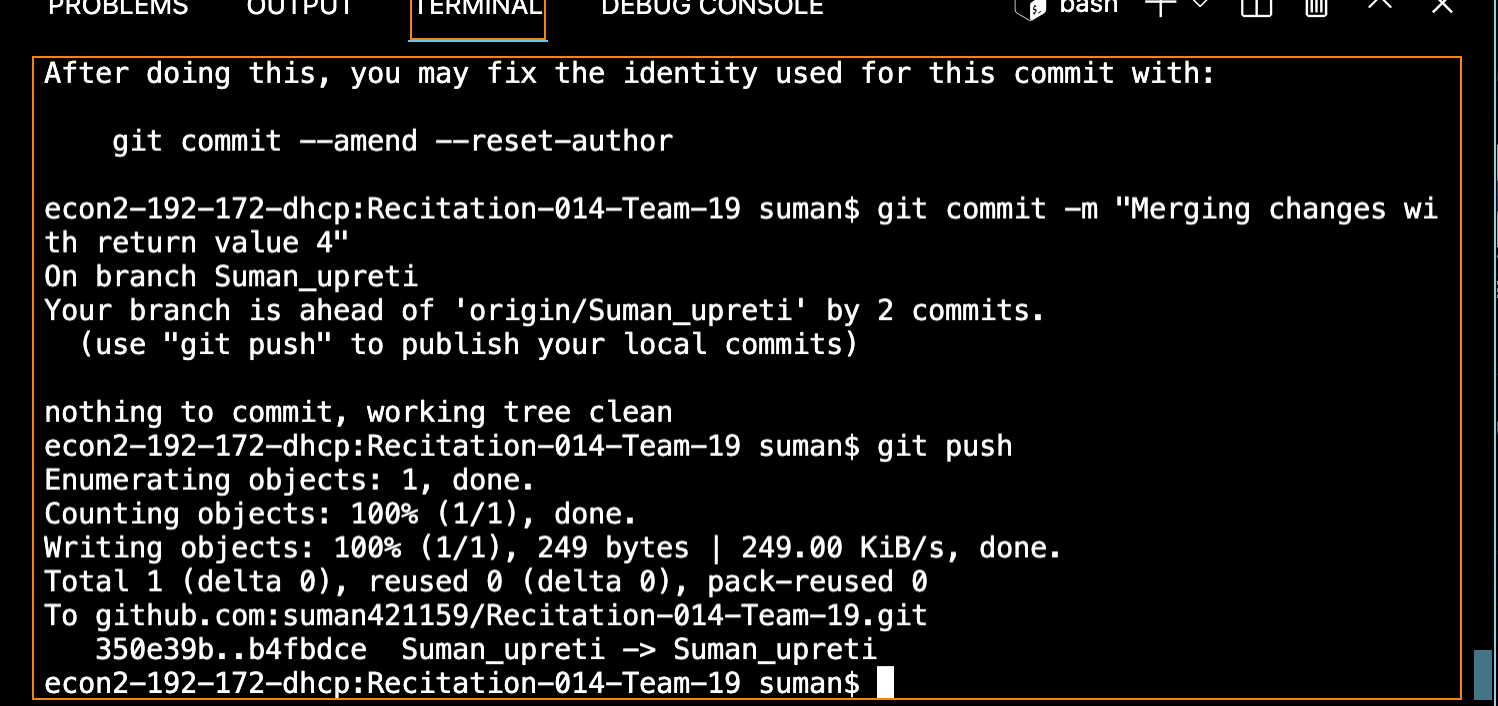 PROBLEMS OUTPUT TERMINAL DEBUG CONSOLE bash
After doing this, you may fix the identity used for this commit with:
git commit --amend --reset-author
econ2-192-172-dhcp:Recitation-014-Team-19 suman$ git commit -m "Merging changes wi
th return value 4"
On branch Suman_upreti
Your branch is ahead of 'origin/Suman_upreti' by 2 commits.
(use "git push" to publish your local commits)
nothing to commit, working tree clean
econ2-192-172-dhcp:Recitation-014-Team-19 suman$ git push
Enumerating objects: 1, done.
Counting objects: 100% (1/1), done.
Writing objects: 100% (1/1), 249 bytes | 249.00 KiB/s, done.
Total 1 (delta 0), reused 0 (delta 0), pack-reused 0
To github.com:suman421159/Recitation-014-Team-19.git
350e39b..b4fbdce  Suman_upreti -> Suman_upreti
econ2-192-172-dhcp:Recitation-014-Team-19 suman$